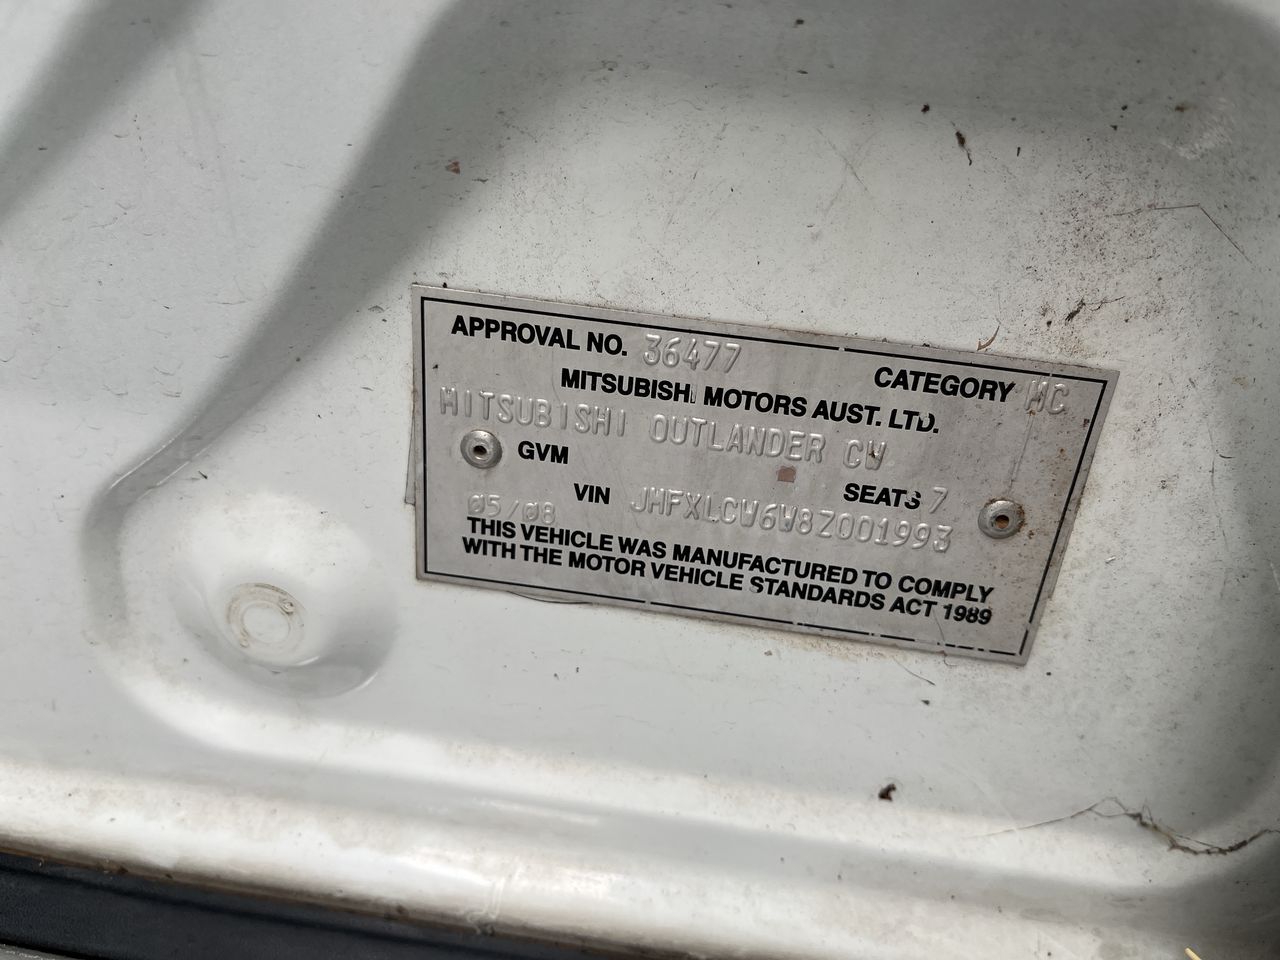 APPROVAL NO. 36477
CATEGORY MC
MITSUBISHI MOTORS AUST. LTD.
MITSUBISHI OUTLANDER CW
GVM
SEATS 7
05/08 VIN JMFXLCW6W8Z001993
THIS VEHICLE WAS MANUFACTURED TO COMPLY
WITH THE MOTOR VEHICLE STANDARDS ACT 1989